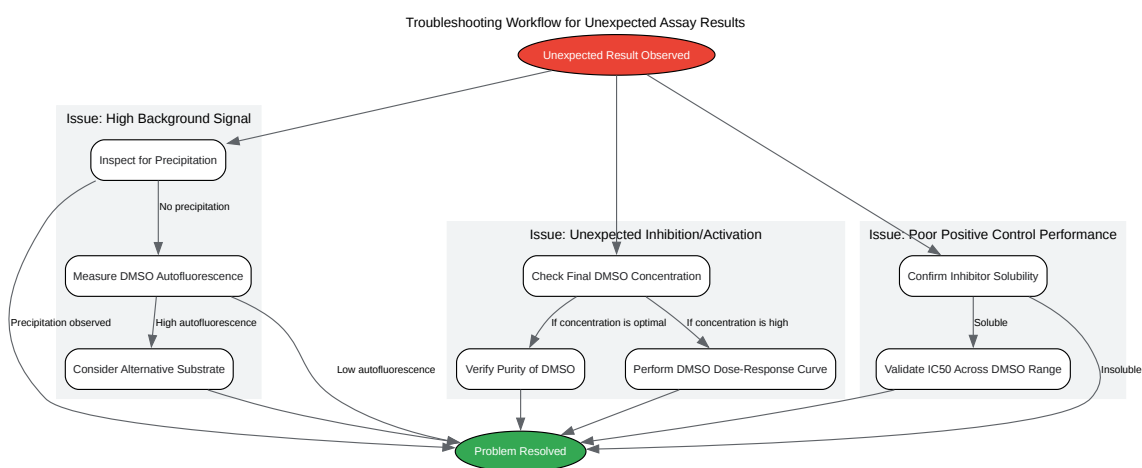 Troubleshooting Workflow for Unexpected Assay Results
Unexpected Result Observed
Issue: High Background Signal
Inspect for Precipitation
No precipitation
Measure DMSO Autofluorescence
Precipitation observed
High autofluorescence
Low autofluorescence
Consider Alternative Substrate
Issue: Unexpected Inhibition/Activation
Check Final DMSO Concentration
If concentration is optimal
If concentration is high
Verify Purity of DMSO
Perform DMSO Dose-Response Curve
Issue: Poor Positive Control Performance
Confirm Inhibitor Solubility
Soluble
Insoluble
Validate IC50 Across DMSO Range
Problem Resolved